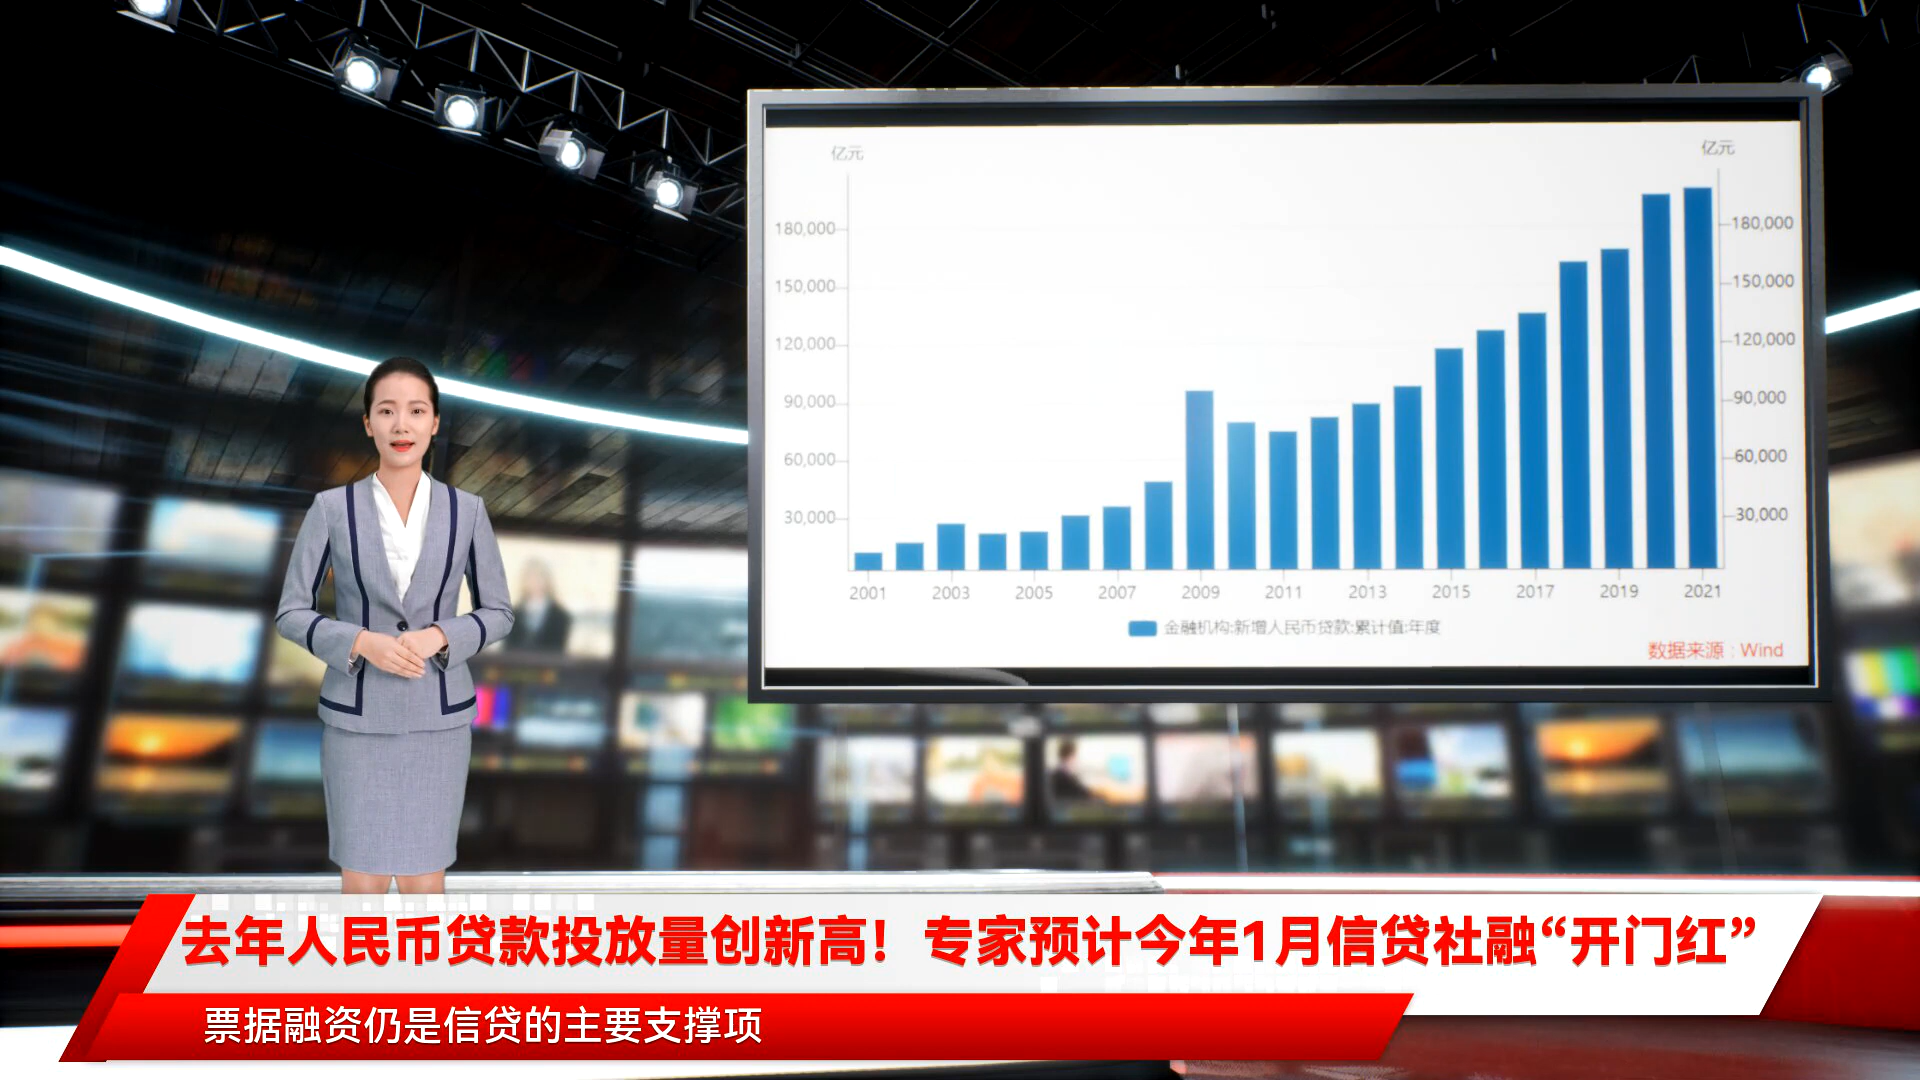 亿元 亿元
180,000 180,000
150,000 150,000
120,000 120,000
90,000 90,000
60,000 60,000
30,000 30,000
2001 2003 2005 2007 2009 2011 2013 2015 2017 2019 2021
金融机构:新增人民币贷款:累计值:年度
数据来源：Wind
去年人民币贷款投放量创新高！专家预计今年1月信贷社融“开门红”
票据融资仍是信贷的主要支撑项